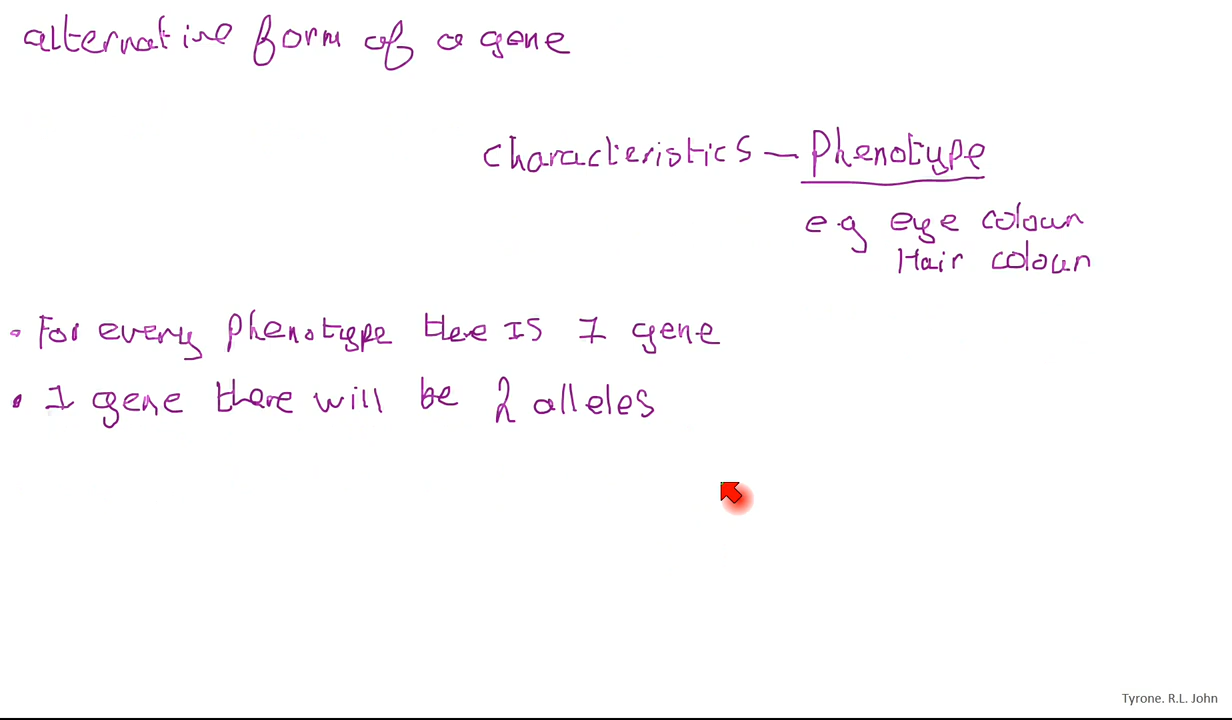 alternative form of a gene
characteristics — Phenotype
e.g eye colour
Hair colour
• For every phenotype there is 1 gene
• 1 gene there will be 2 alleles
Tyrone. R.L. John